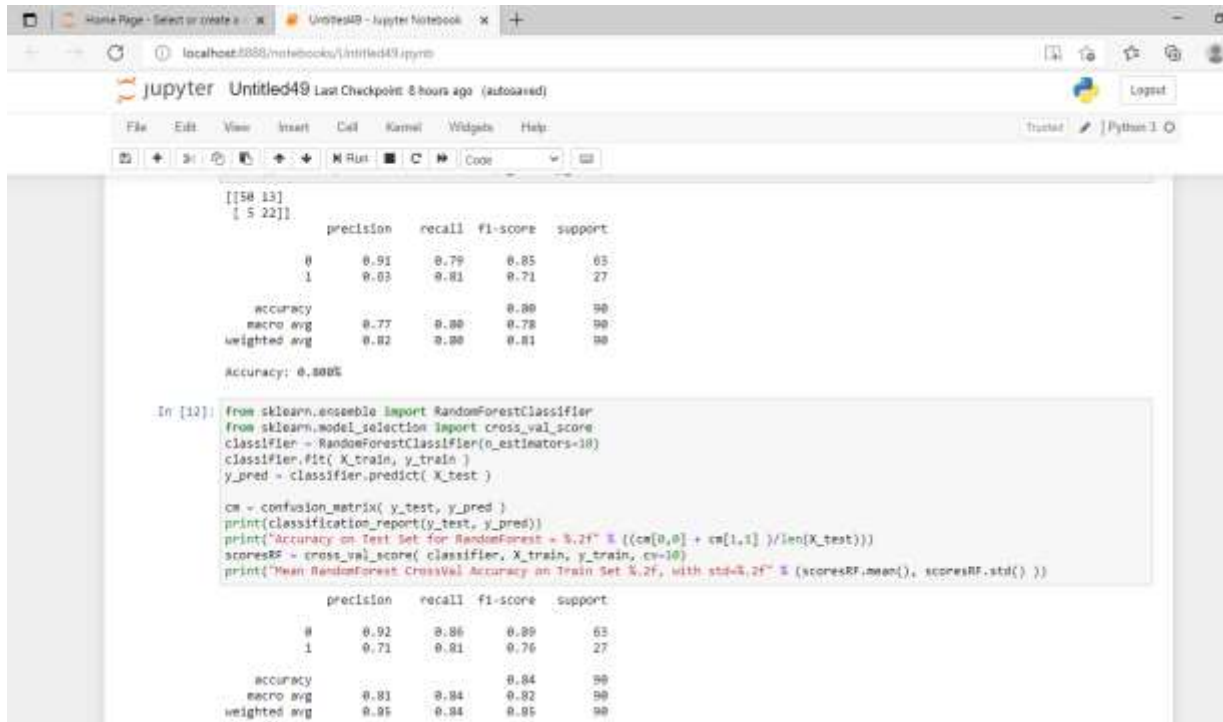 Home Page - Select or create a
Untitled49 - Jupyter Notebook
localhost:8888/notebooks/Untitled49.ipynb
jupyter Untitled49 Last Checkpoint: 8 hours ago (autosaved)
Logout
File Edit View Insert Cell Kernel Widgets Help
Trusted Python 3
Run Code
[[50 13]
[ 5 22]]
precision recall f1-score support
0 0.91 0.79 0.85 63
1 0.63 0.81 0.71 27
accuracy 0.80 90
macro avg 0.77 0.80 0.78 90
weighted avg 0.82 0.80 0.81 90
Accuracy: 0.800%
In [12]: from sklearn.ensemble import RandomForestClassifier
from sklearn.model_selection import cross_val_score
classifier = RandomForestClassifier(n_estimators=10)
classifier.fit( X_train, y_train )
y_pred = classifier.predict( X_test )
cm = confusion_matrix( y_test, y_pred )
print(classification_report(y_test, y_pred))
print("Accuracy on Test Set for RandomForest = %.2f" % ((cm[0,0] + cm[1,1] )/len(X_test)))
scoresRF = cross_val_score( classifier, X_train, y_train, cv=10)
print("Mean RandomForest CrossVal Accuracy on Train Set %.2f, with std=%.2f" % (scoresRF.mean(), scoresRF.std() ))
precision recall f1-score support
0 0.92 0.86 0.89 63
1 0.71 0.81 0.76 27
accuracy 0.84 90
macro avg 0.81 0.84 0.82 90
weighted avg 0.85 0.84 0.85 90